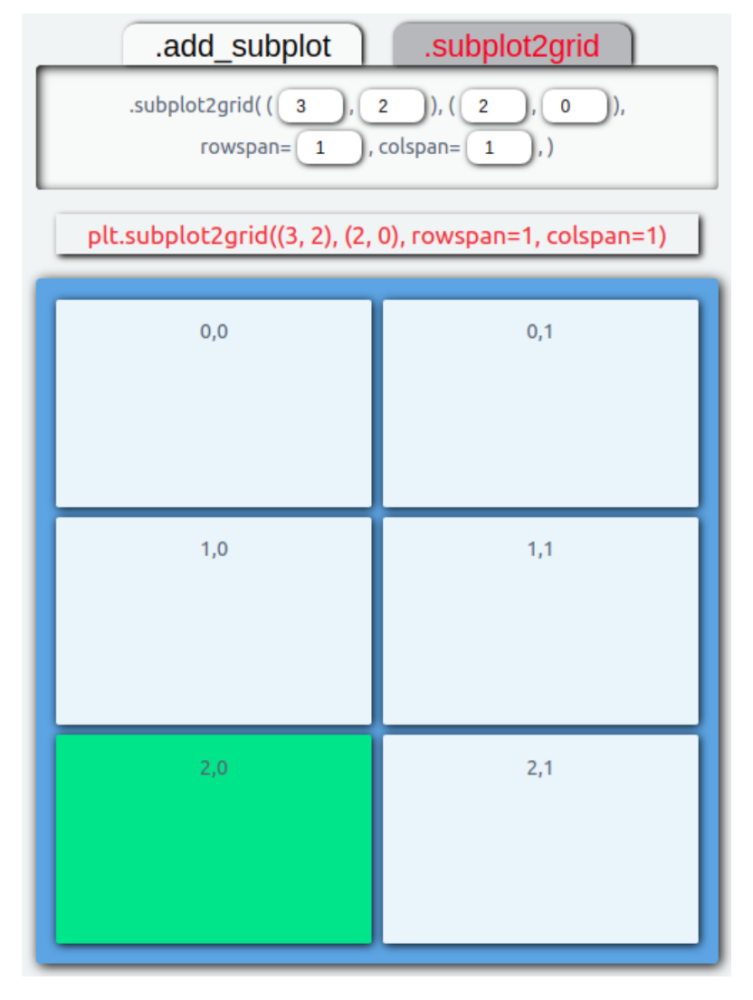 .add_subplot .subplot2grid
.subplot2grid( ( 3 , 2 ), ( 2 , 0 ),
rowspan= 1 , colspan= 1 , )
plt.subplot2grid((3, 2), (2, 0), rowspan=1, colspan=1)
0,0 0,1
1,0 1,1
2,0 2,1